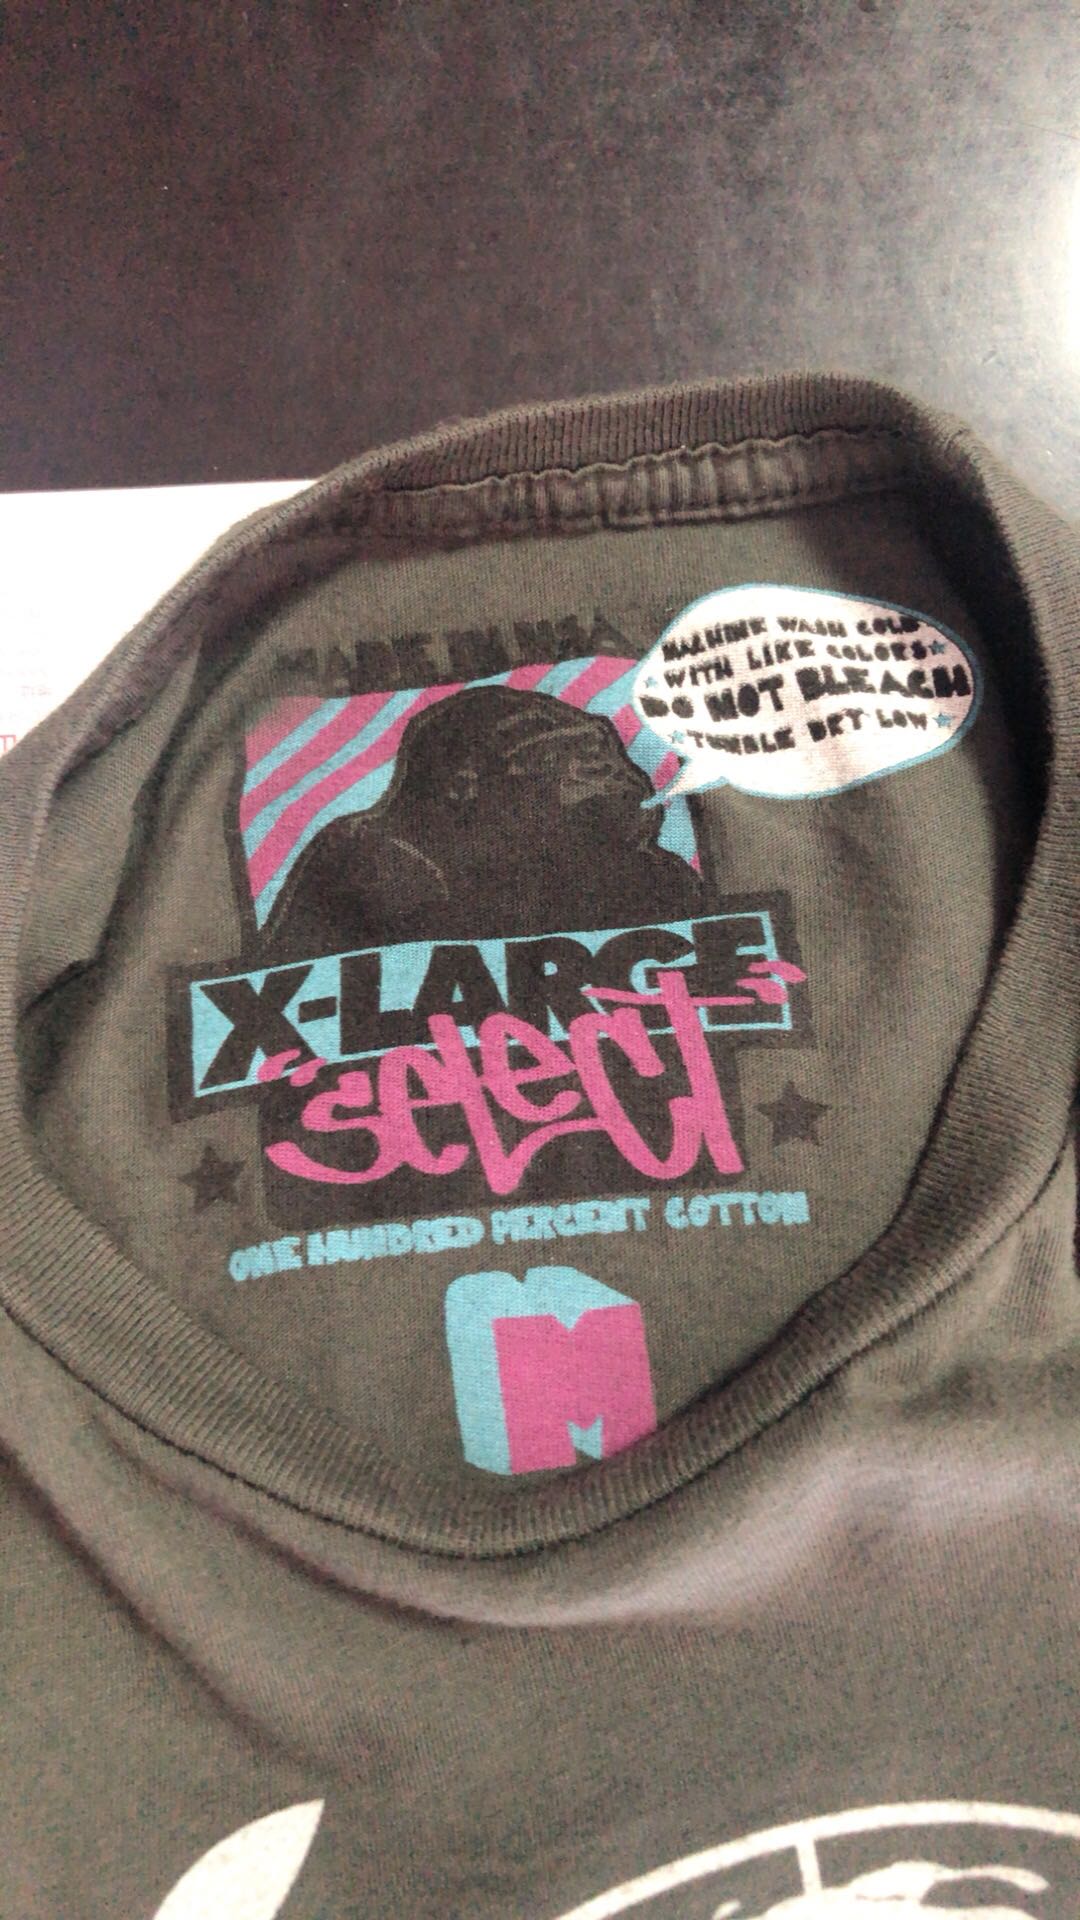 MADE IN USA
MACHINE WASH COLD
WITH LIKE COLORS
DO NOT BLEACH
TUMBLE DRY LOW
X-LARGE
select
ONE HUNDRED PERCENT COTTON
M